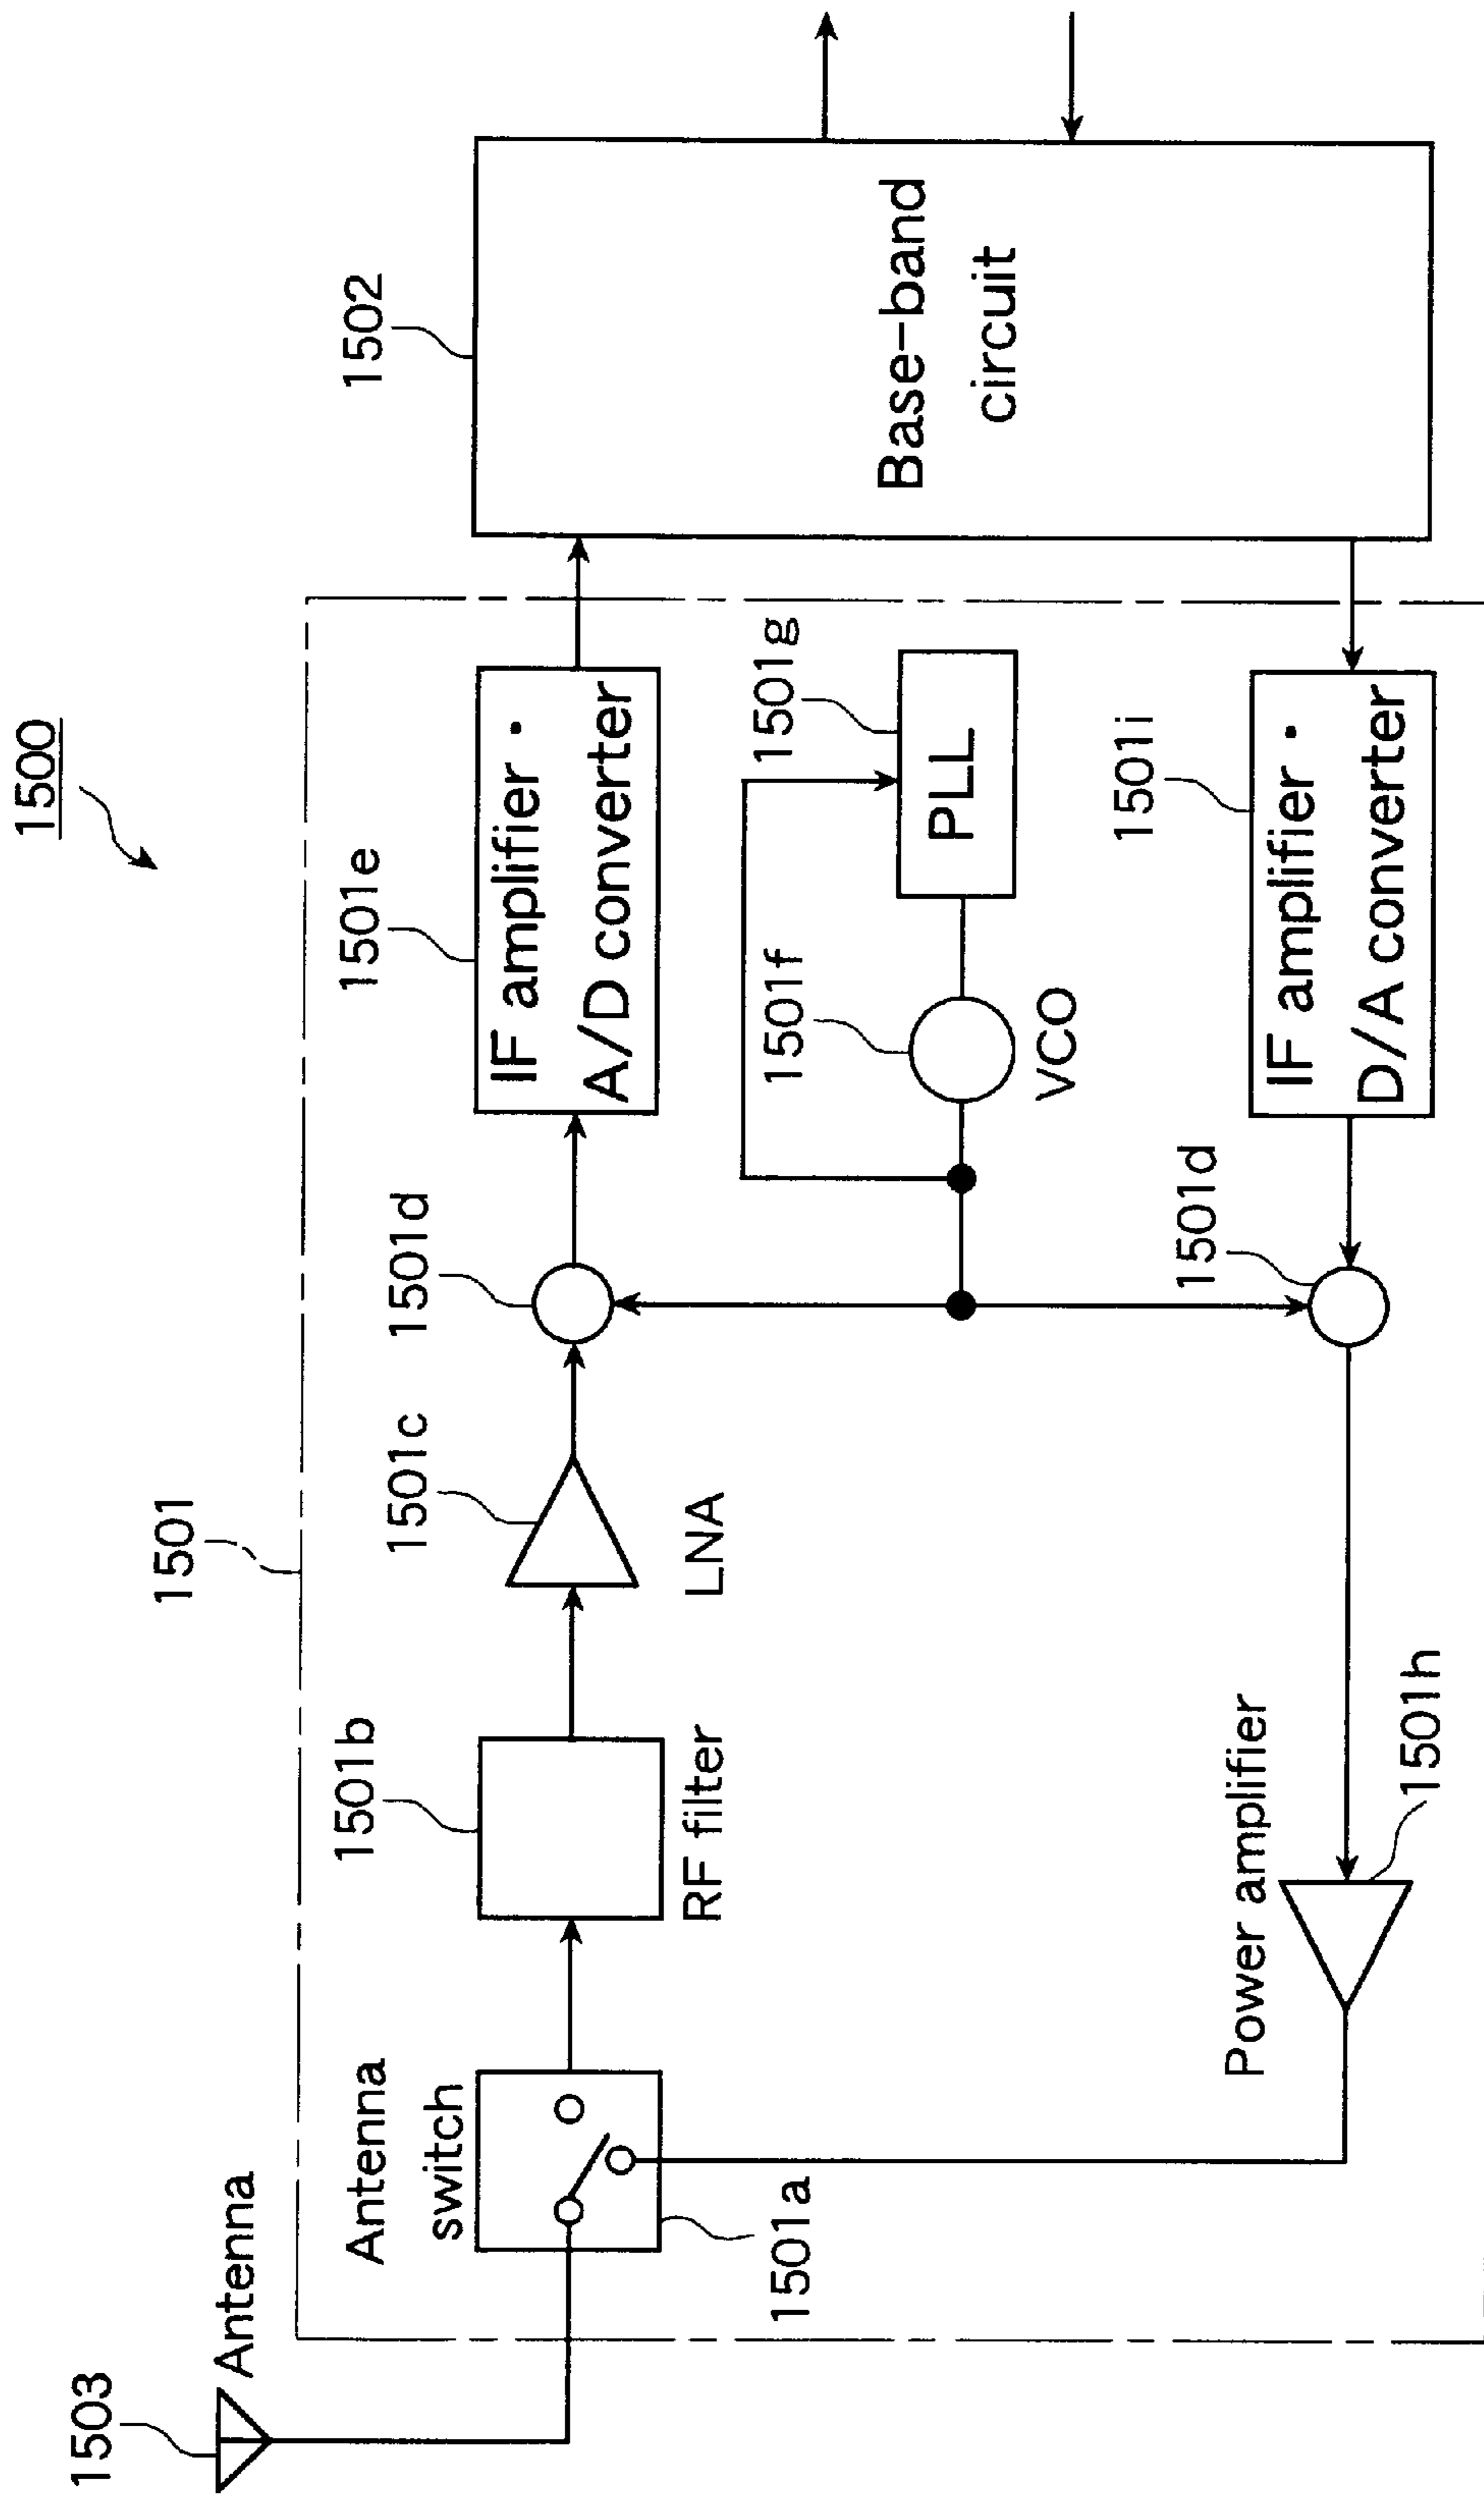 1500
1503
Antenna
1501
1502
Antenna
switch
1501b
RF filter
1501c
LNA
1501d
1501e
IF amplifier・
A/D converter
Base-band
circuit
1501a
1501f
VCO
1501g
PLL
1501d
1501i
IF amplifier・
D/A converter
Power amplifier
1501h